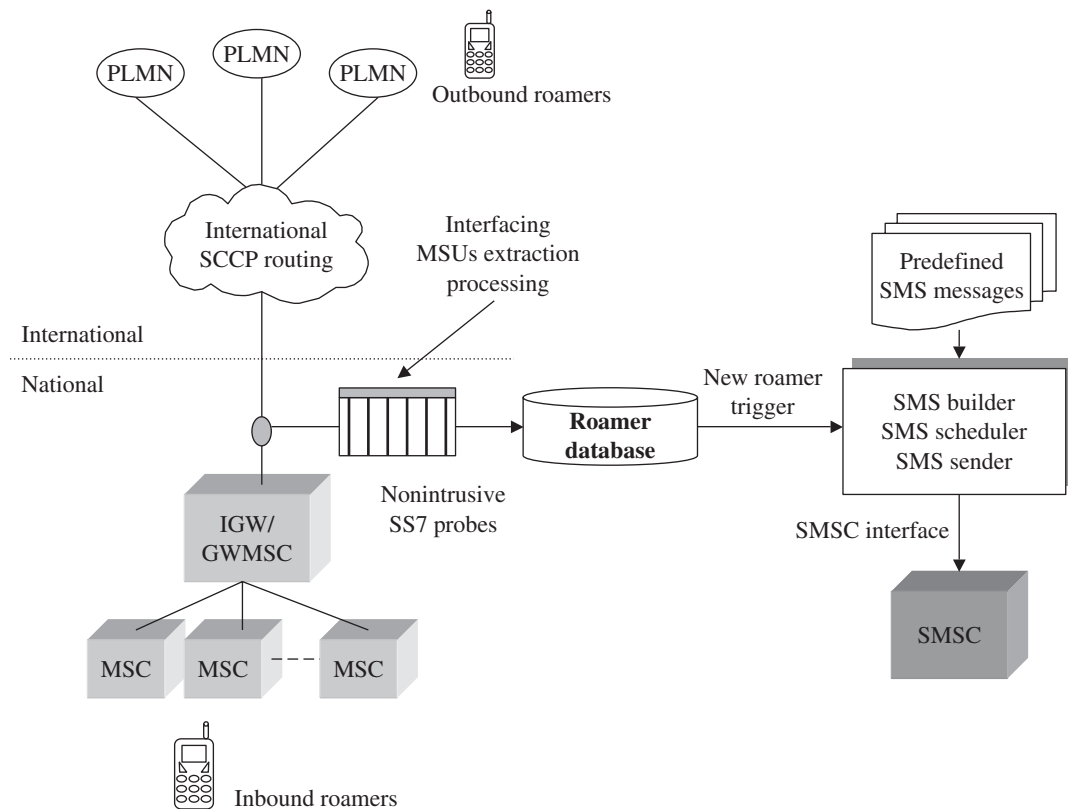 PLMN
PLMN
PLMN
Outbound roamers
International
SCCP routing
Interfacing
MSUs extraction
processing
Predefined
SMS messages
International
National
New roamer
trigger
Roamer
database
SMS builder
SMS scheduler
SMS sender
Nonintrusive
SS7 probes
IGW/
GWMSC
SMSC interface
MSC
MSC
MSC
SMSC
Inbound roamers